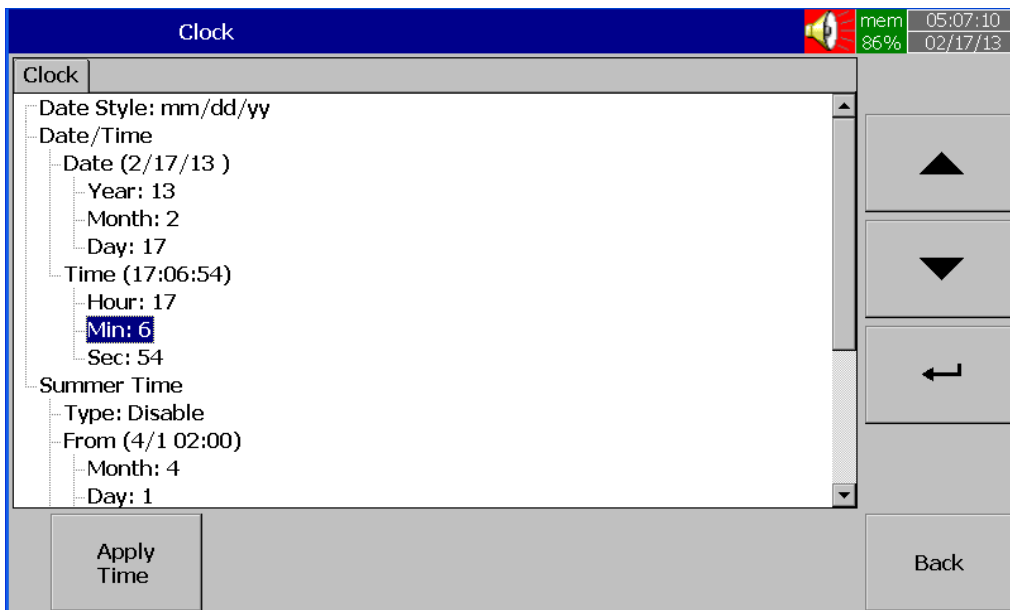 Clock
mem 05:07:10
86% 02/17/13
Clock
Date Style: mm/dd/yy
Date/Time
Date (2/17/13 )
Year: 13
Month: 2
Day: 17
Time (17:06:54)
Hour: 17
Min: 6
Sec: 54
Summer Time
Type: Disable
From (4/1 02:00)
Month: 4
Day: 1
Apply
Time
Back